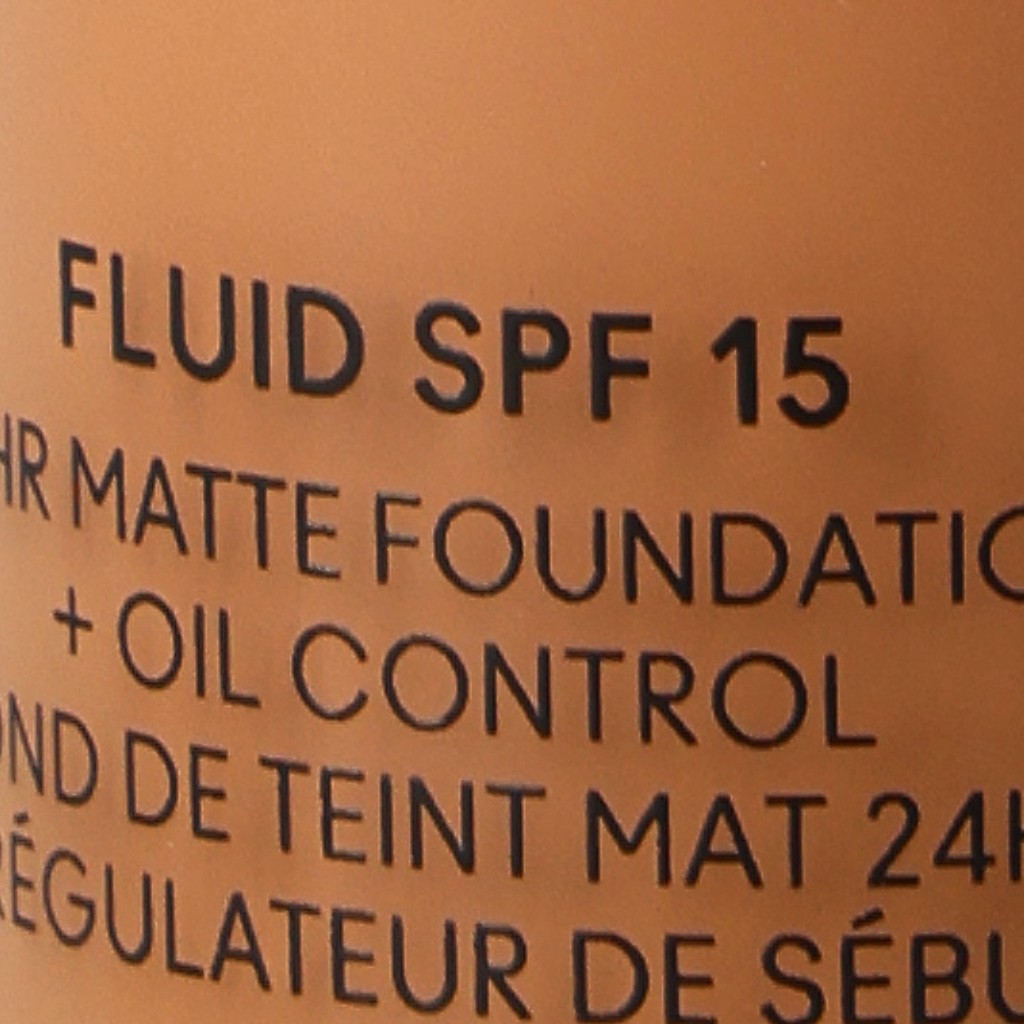 FLUID SPF 15
HR MATTE FOUNDATIO
+ OIL CONTROL
OND DE TEINT MAT 24H
RÉGULATEUR DE SÉBU